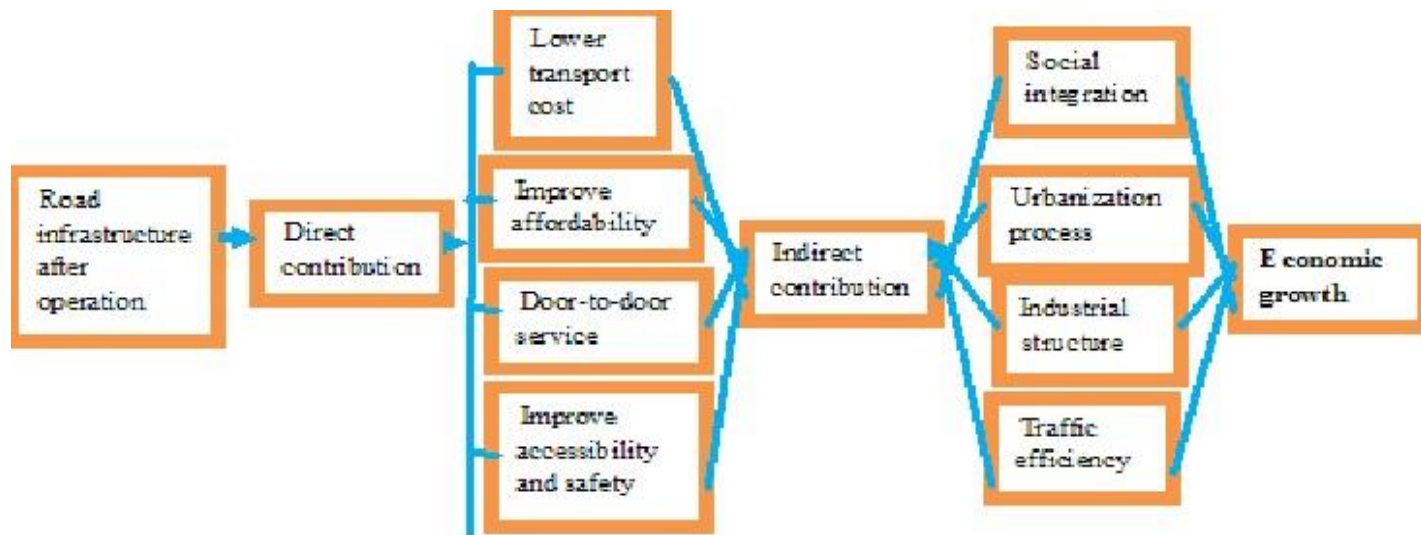 Road
infrastructure
after
operation
Direct
contribution
Lower
transport
cost
Improve
affordability
Door-to-door
service
Improve
accessibility
and safety
Indirect
contribution
Social
integration
Urbanization
process
Industrial
structure
Traffic
efficiency
Economic
growth